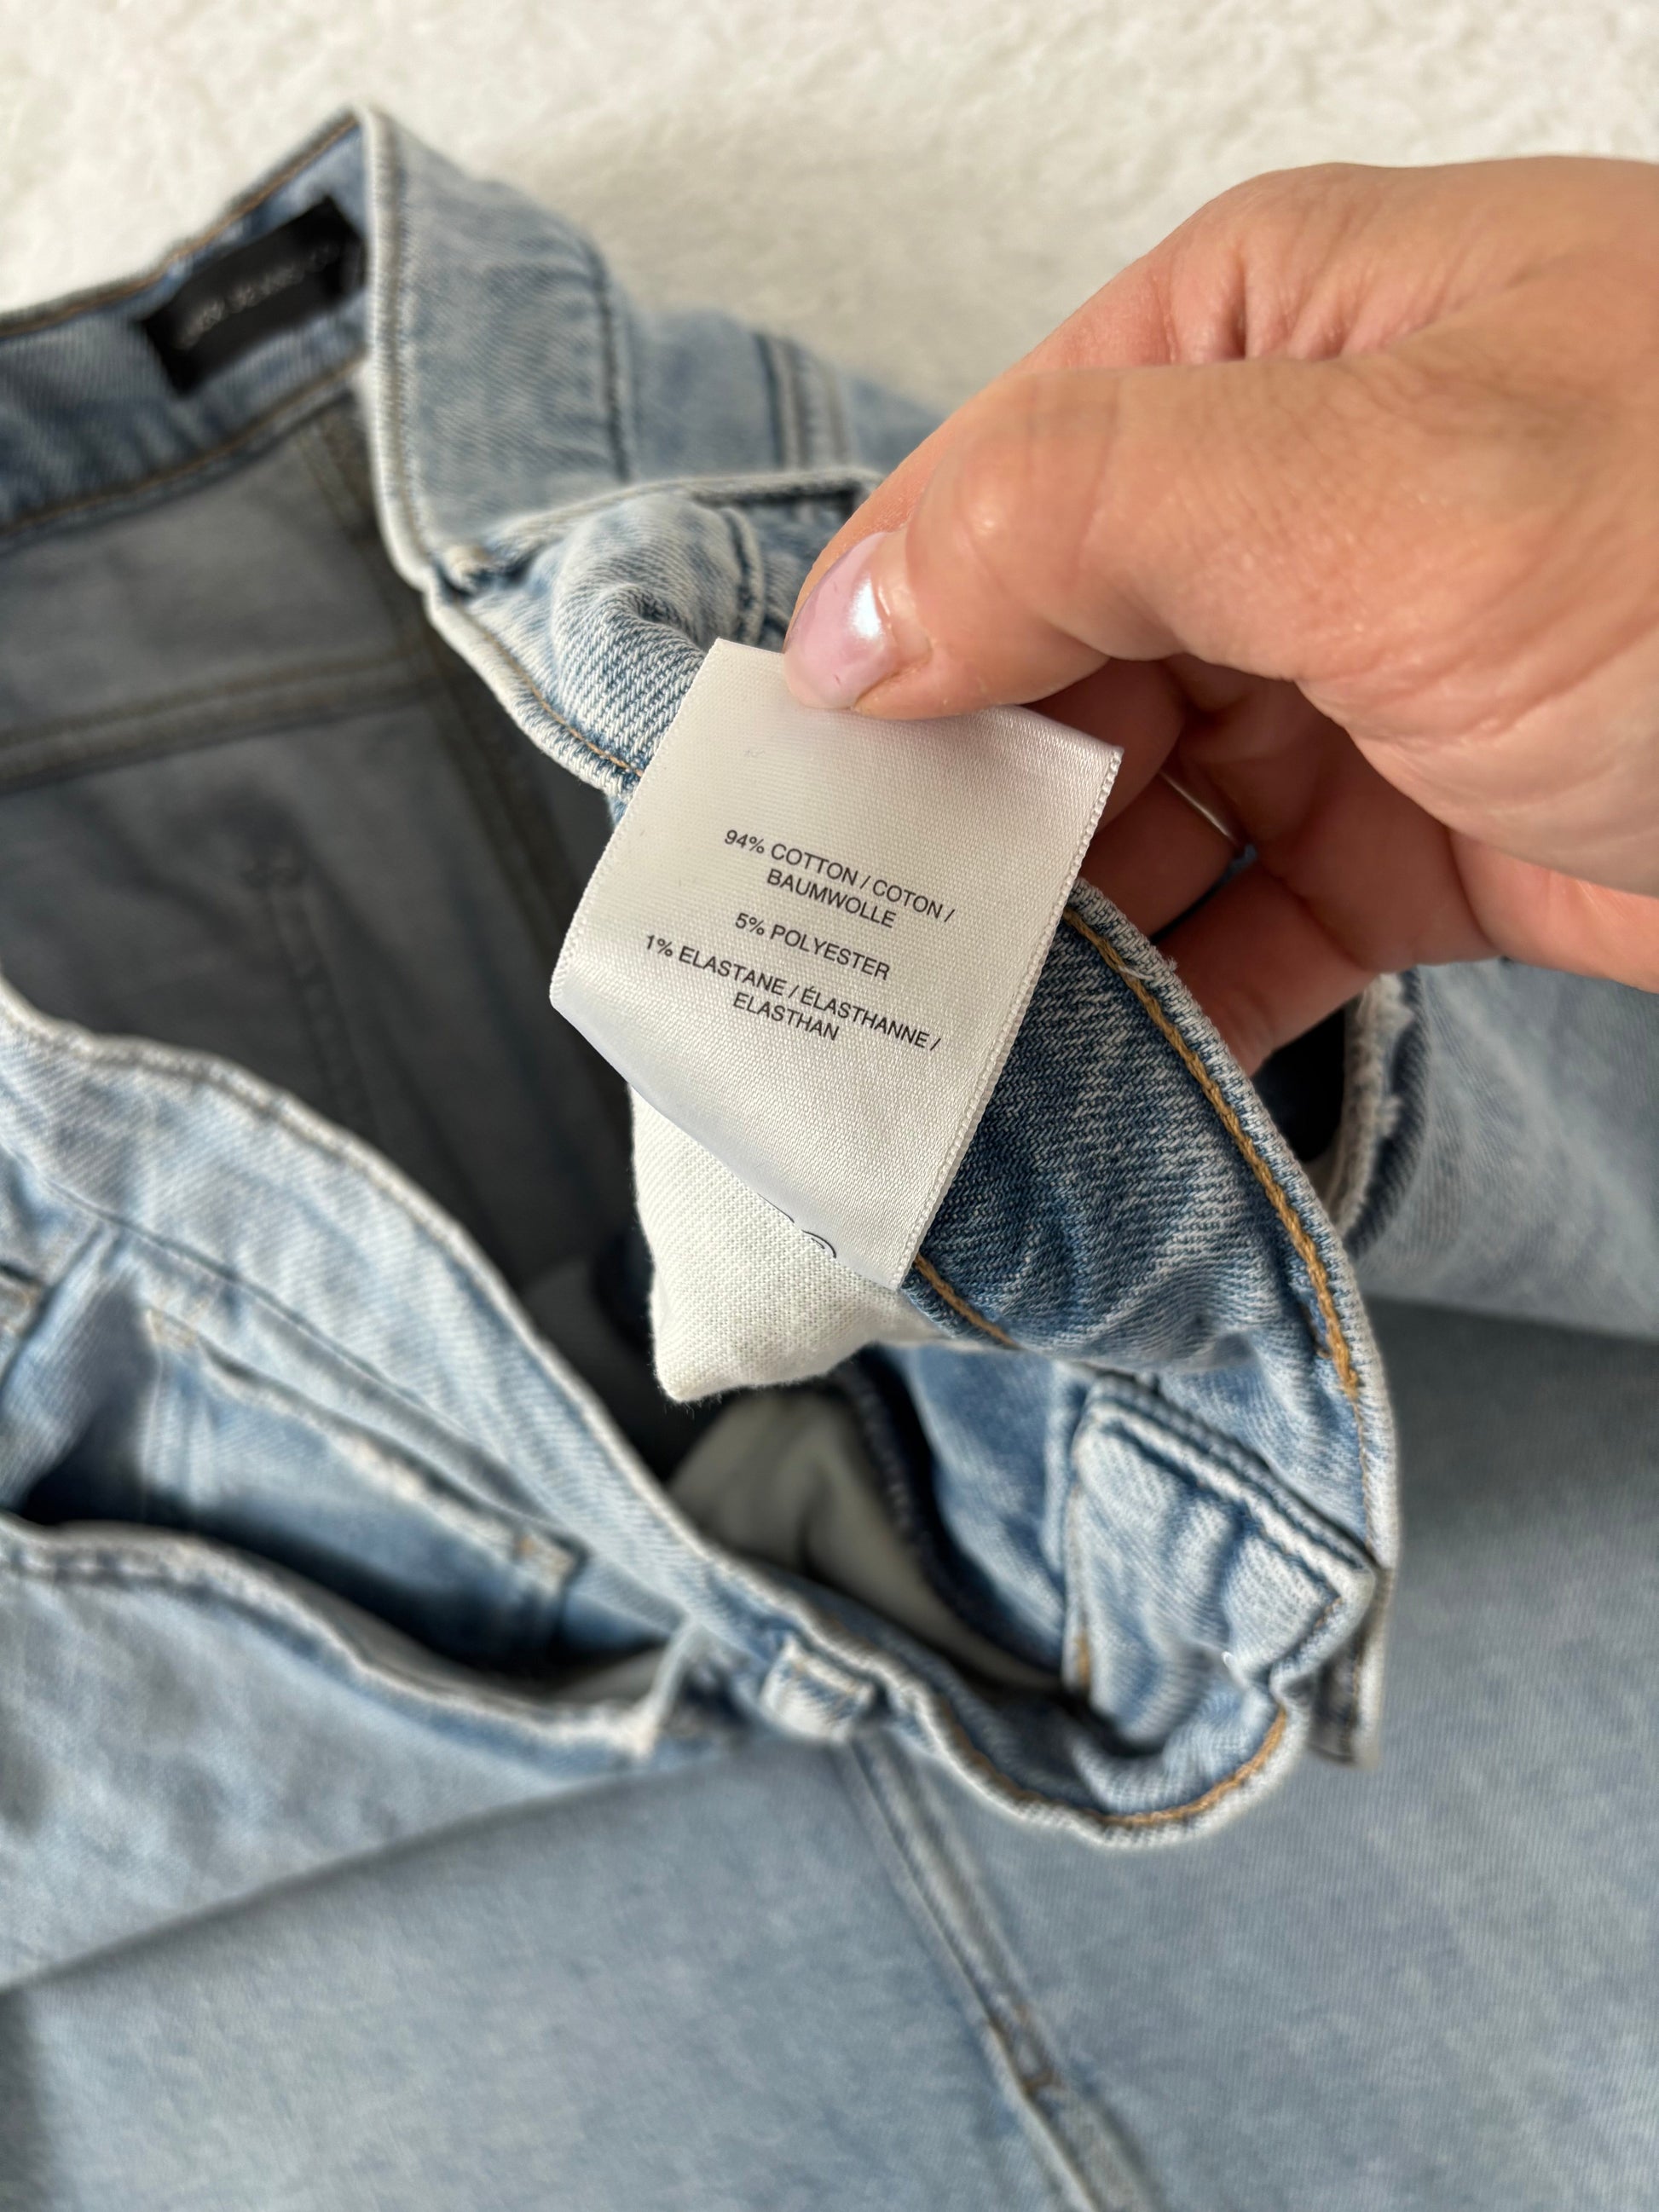 94% COTTON / COTON /
BAUMWOLLE
5% POLYESTER
1% ELASTANE / ÉLASTHANNE /
ELASTHAN